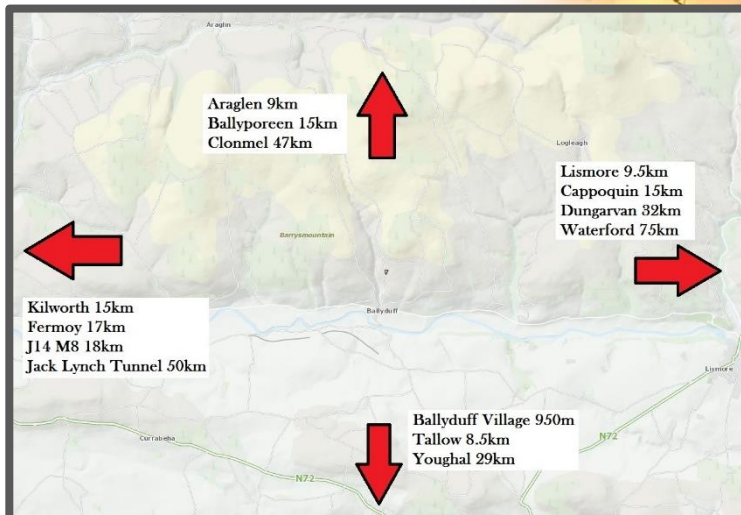 Araglin
Araglen 9km
Ballyporeen 15km
Clonmel 47km
Logleagh
Lismore 9.5km
Cappoquin 15km
Dungarvan 32km
Waterford 75km
Barrysmountain
Kilworth 15km
Fermoy 17km
J14 M8 18km
Jack Lynch Tunnel 50km
Ballyduff
Lismore
Ballyduff Village 950m
Tallow 8.5km
Youghal 29km
Currabeha
N72
N72